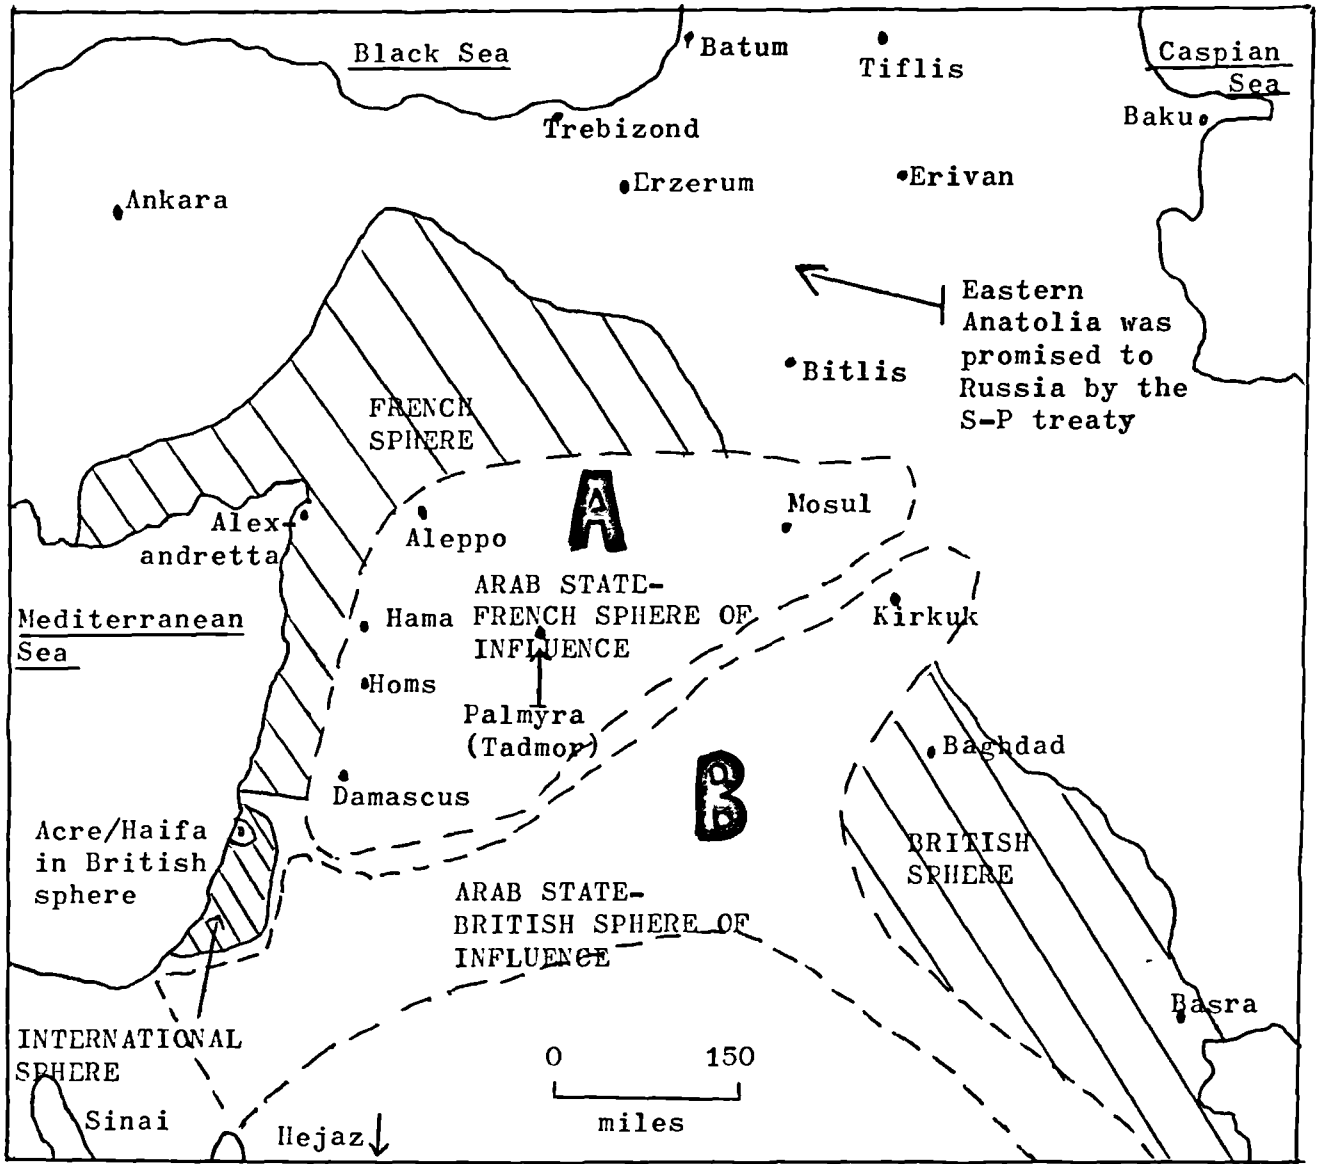 Black Sea
Batum
Tiflis
Caspian
Sea
Baku
Trebizond
Erzerum
Erivan
Ankara
Eastern
Anatolia was
promised to
Russia by the
S-P treaty
Bitlis
FRENCH
SPHERE
A
Mosul
Alex-
andretta
Aleppo
ARAB STATE-
FRENCH SPHERE OF
INFLUENCE
Hama
Kirkuk
Mediterranean
Sea
Homs
Palmyra
(Tadmor)
Baghdad
B
Damascus
Acre/Haifa
in British
sphere
BRITISH
SPHERE
ARAB STATE-
BRITISH SPHERE OF
INFLUENCE
Basra
INTERNATIONAL
SPHERE
0 150
miles
Sinai
Hejaz